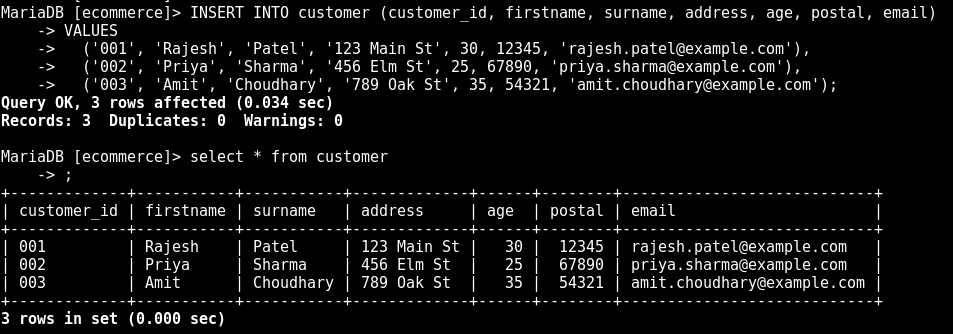 MariaDB [ecommerce]> INSERT INTO customer (customer_id, firstname, surname, address, age, postal, email)
    -> VALUES
    ->   ('001', 'Rajesh', 'Patel', '123 Main St', 30, 12345, 'rajesh.patel@example.com'),
    ->   ('002', 'Priya', 'Sharma', '456 Elm St', 25, 67890, 'priya.sharma@example.com'),
    ->   ('003', 'Amit', 'Choudhary', '789 Oak St', 35, 54321, 'amit.choudhary@example.com');
Query OK, 3 rows affected (0.034 sec)
Records: 3  Duplicates: 0  Warnings: 0

MariaDB [ecommerce]> select * from customer
    -> ;
+-------------+-----------+-----------+-------------+------+--------+----------------------------+
| customer_id | firstname | surname   | address     | age  | postal | email                      |
+-------------+-----------+-----------+-------------+------+--------+----------------------------+
| 001         | Rajesh    | Patel     | 123 Main St |   30 |  12345 | rajesh.patel@example.com   |
| 002         | Priya     | Sharma    | 456 Elm St  |   25 |  67890 | priya.sharma@example.com   |
| 003         | Amit      | Choudhary | 789 Oak St  |   35 |  54321 | amit.choudhary@example.com |
+-------------+-----------+-----------+-------------+------+--------+----------------------------+
3 rows in set (0.000 sec)